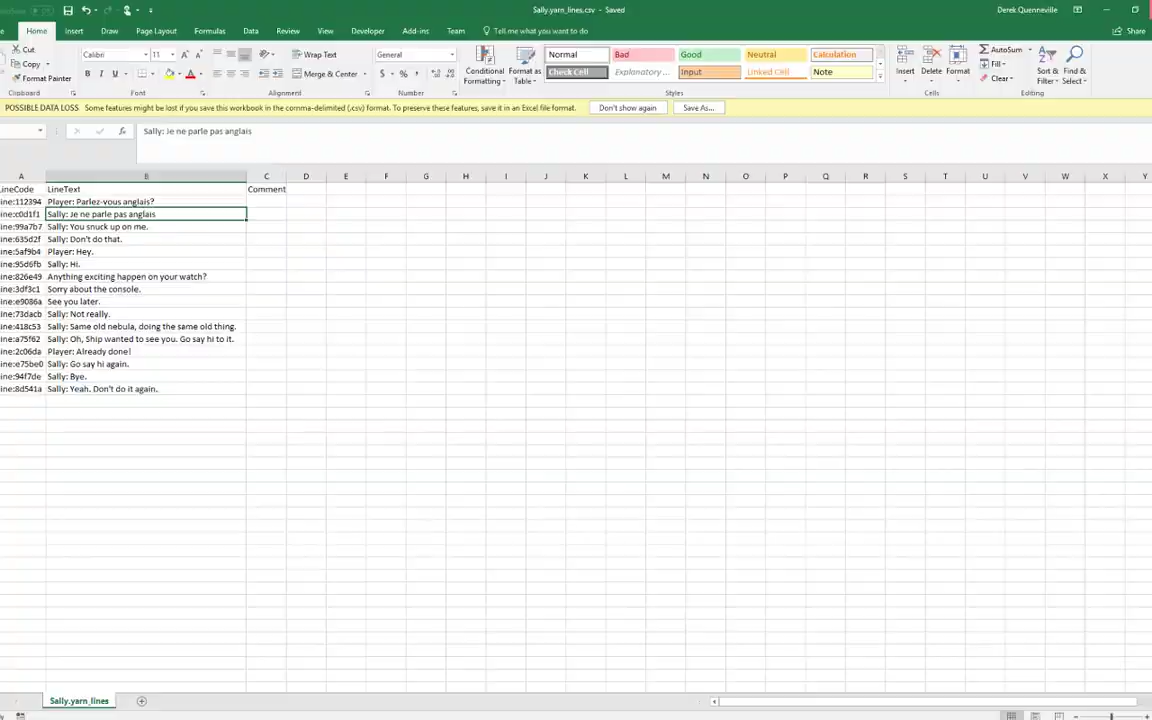 Sally.yarn_lines.csv - Saved
Derek Quenneville
Home Insert Draw Page Layout Formulas Data Review View Developer Add-ins Team Tell me what you want to do Share
Cut
Copy
Format Painter
Clipboard
Calibri 11
B I U
Font
Wrap Text
Merge & Center
Alignment
General
$ % ,
Number
Conditional Formatting
Format as Table
Normal Bad Good Neutral Calculation
Check Cell Explanatory ... Input Linked Cell Note
Styles
Insert Delete Format
Cells
AutoSum
Fill
Clear
Sort & Filter
Find & Select
Editing
POSSIBLE DATA LOSS Some features might be lost if you save this workbook in the comma-delimited (.csv) format. To preserve these features, save it in an Excel file format. Don't show again Save As...
fx Sally: Je ne parle pas anglais
A B C D E F G H I J K L M N O P Q R S T U V W X Y
ineCode LineText Comment
ine:112394 Player: Parlez-vous anglais?
ine:c0d1f1 Sally: Je ne parle pas anglais
ine:99a7b7 Sally: You snuck up on me.
ine:635d2f Sally: Don't do that.
ine:5af9b4 Player: Hey.
ine:95d6fb Sally: Hi.
ine:826e49 Anything exciting happen on your watch?
ine:3df3c1 Sorry about the console.
ine:e9086a See you later.
ine:73dacb Sally: Not really.
ine:418c53 Sally: Same old nebula, doing the same old thing.
ine:a75f62 Sally: Oh, Ship wanted to see you. Go say hi to it.
ine:2c06da Player: Already done!
ine:e75be0 Sally: Go say hi again.
ine:94f7de Sally: Bye.
ine:8d541a Sally: Yeah. Don't do it again.
Sally.yarn_lines